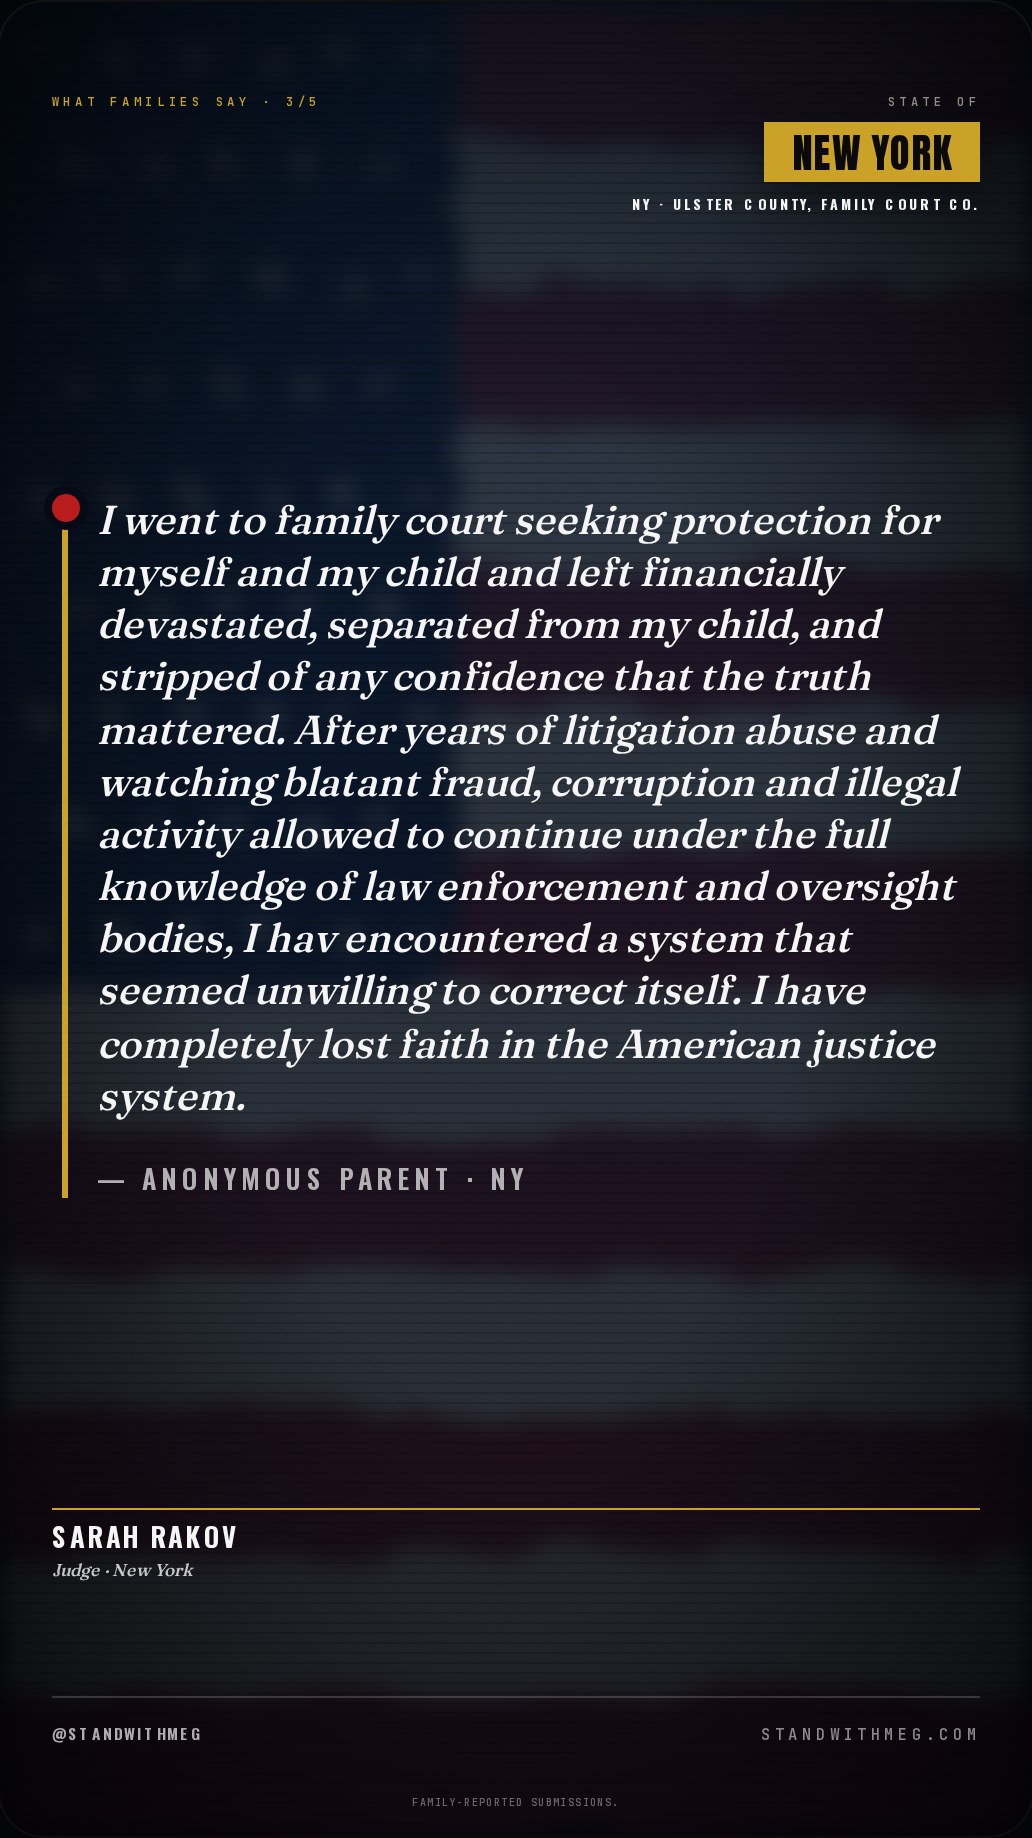 WHAT FAMILIES SAY · 3/5
STATE OF
NEW YORK
NY · ULSTER COUNTY, FAMILY COURT CO.
I went to family court seeking protection for
myself and my child and left financially
devastated, separated from my child, and
stripped of any confidence that the truth
mattered. After years of litigation abuse and
watching blatant fraud, corruption and illegal
activity allowed to continue under the full
knowledge of law enforcement and oversight
bodies, I hav encountered a system that
seemed unwilling to correct itself. I have
completely lost faith in the American justice
system.
— ANONYMOUS PARENT · NY
SARAH RAKOV
Judge · New York
@STANDWITHMEG
STANDWITHMEG.COM
FAMILY-REPORTED SUBMISSIONS.